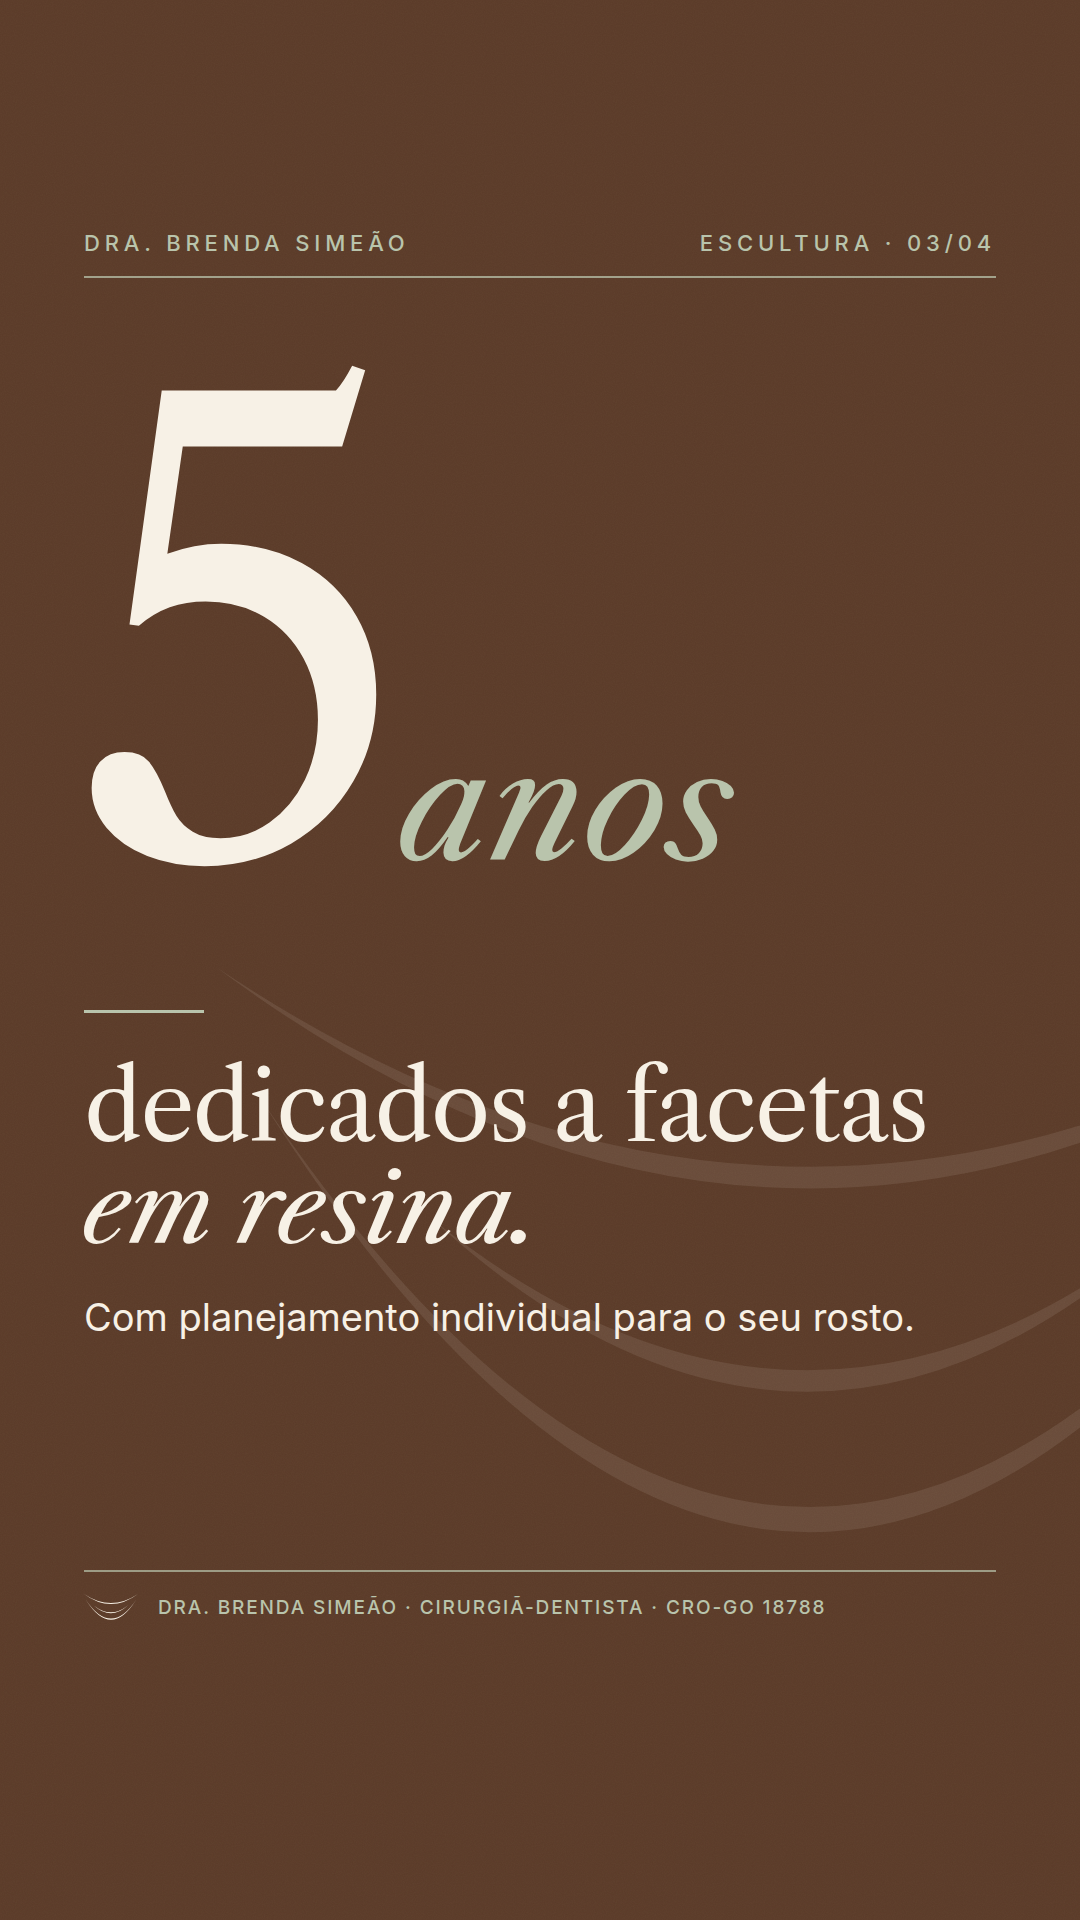 DRA. BRENDA SIMEÃO
ESCULTURA · 03/04
5 anos
dedicados a facetas
em resina.
Com planejamento individual para o seu rosto.
DRA. BRENDA SIMEÃO · CIRURGIÃ-DENTISTA · CRO-GO 18788